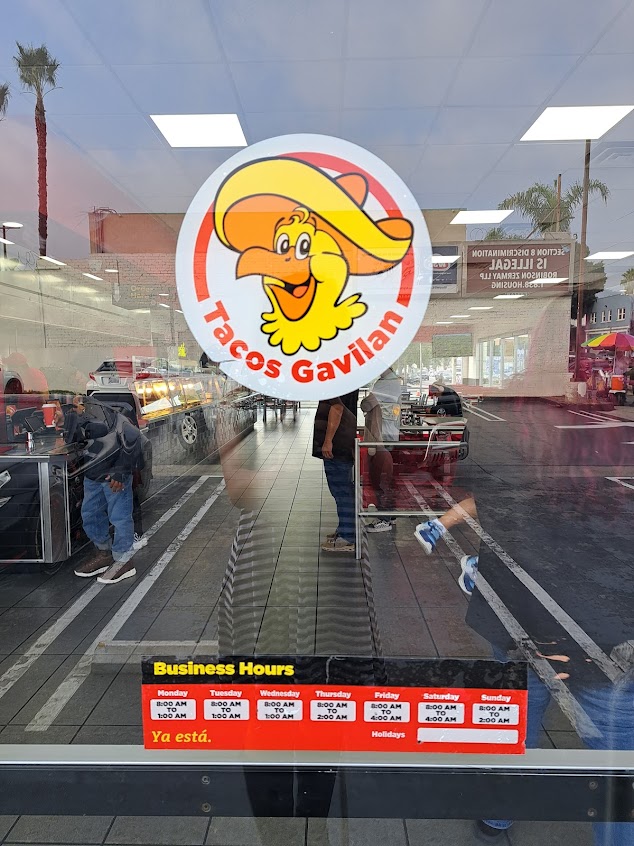 Tacos Gavilan
SECTION 8 DISCRIMINATION
IS ILLEGAL
ROBINSON ZERMAY LLP
Business Hours
Monday Tuesday Wednesday Thursday Friday Saturday Sunday
8:00 AM 8:00 AM 8:00 AM 8:00 AM 8:00 AM 8:00 AM 8:00 AM
TO TO TO TO TO TO TO
1:00 AM 1:00 AM 1:00 AM 2:00 AM 4:00 AM 4:00 AM 2:00 AM
Ya está. Holidays